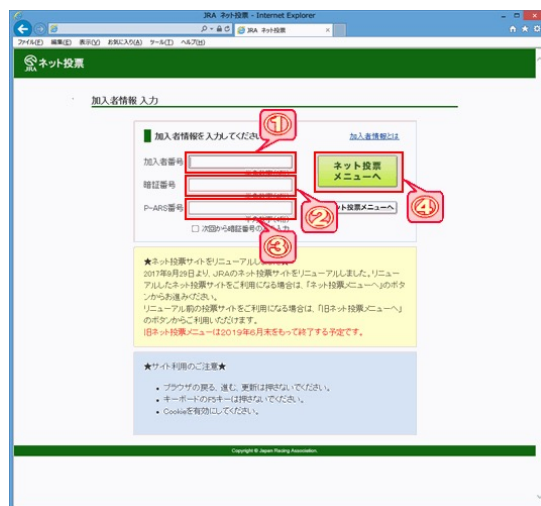 JRA ネット投票 - Internet Explorer
JRA ネット投票
ファイル(F) 編集(E) 表示(V) お気に入り(A) ツール(T) ヘルプ(H)
JRA ネット投票
加入者情報 入力
加入者情報を入力してくださ
加入者情報とは
①
加入者番号
ネット投票
メニューへ
暗証番号
②
④
P-ARS番号
ネット投票メニューへ
③
次回から暗証番号の 入力
★ネット投票サイトをリニューアルしました★
2017年9月29日より、JRAのネット投票サイトをリニューアルしました。リニュー
アルしたネット投票サイトをご利用になる場合は、「ネット投票メニューへ」のボタ
ンからお進みください。
リニューアル前の投票サイトをご利用になる場合は、「旧ネット投票メニューへ」
のボタンからご利用いただけます。
旧ネット投票メニューは2019年6月末をもって終了する予定です。
★サイト利用のご注意★
• ブラウザの戻る、進む、更新は押さないでください。
• キーボードのF5キーは押さないでください。
• Cookieを有効にしてください。
Copyright © Japan Racing Association.